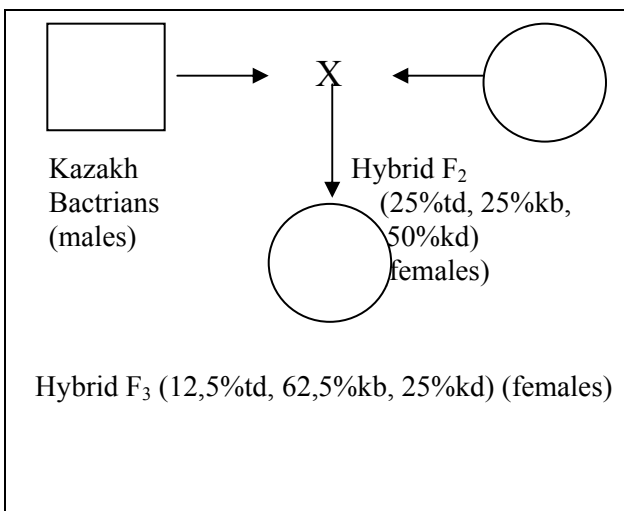 X
Kazakh
Bactrians
(males)
Hybrid F₂
(25%td, 25%kb,
50%kd)
females)
Hybrid F₃ (12,5%td, 62,5%kb, 25%kd) (females)